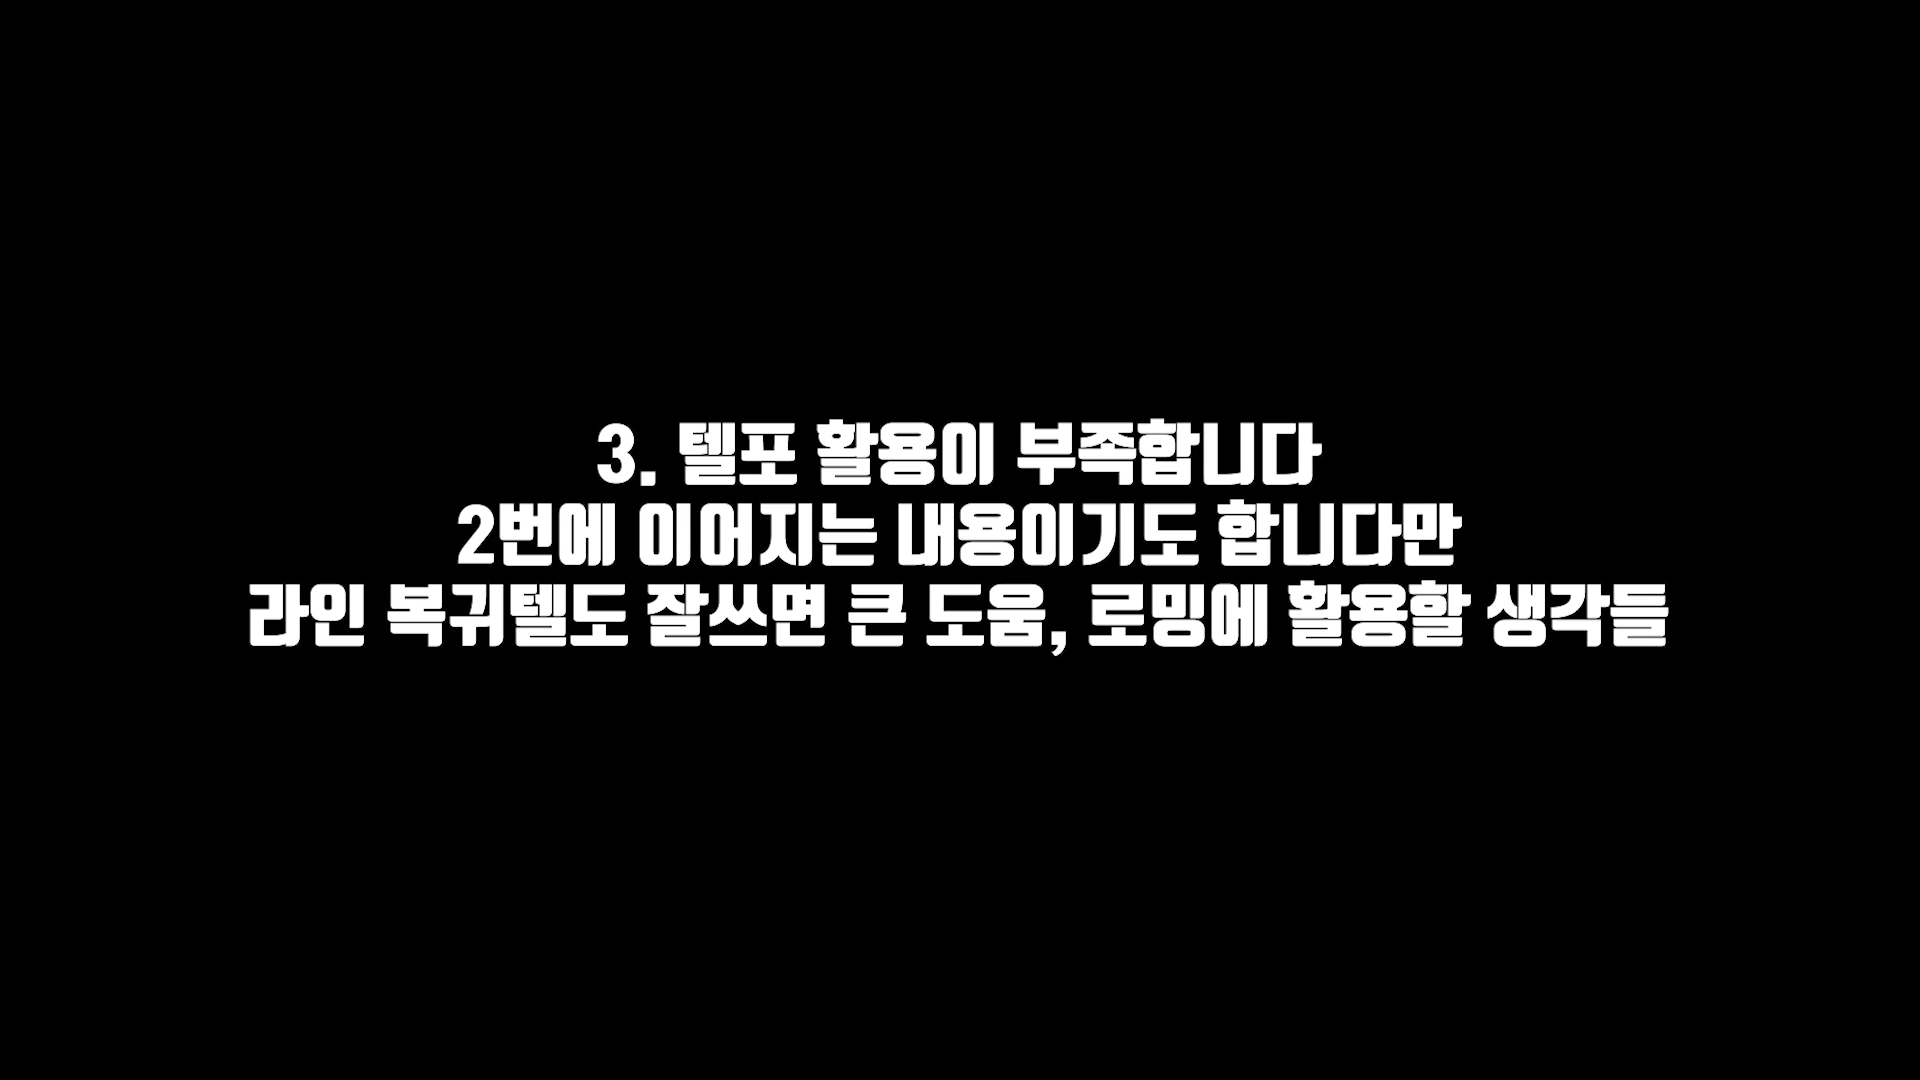 3. 텔포 활용이 부족합니다
2번에 이어지는 내용이기도 합니다만
라인 복귀텔도 잘쓰면 큰 도움, 로밍에 활용할 생각들